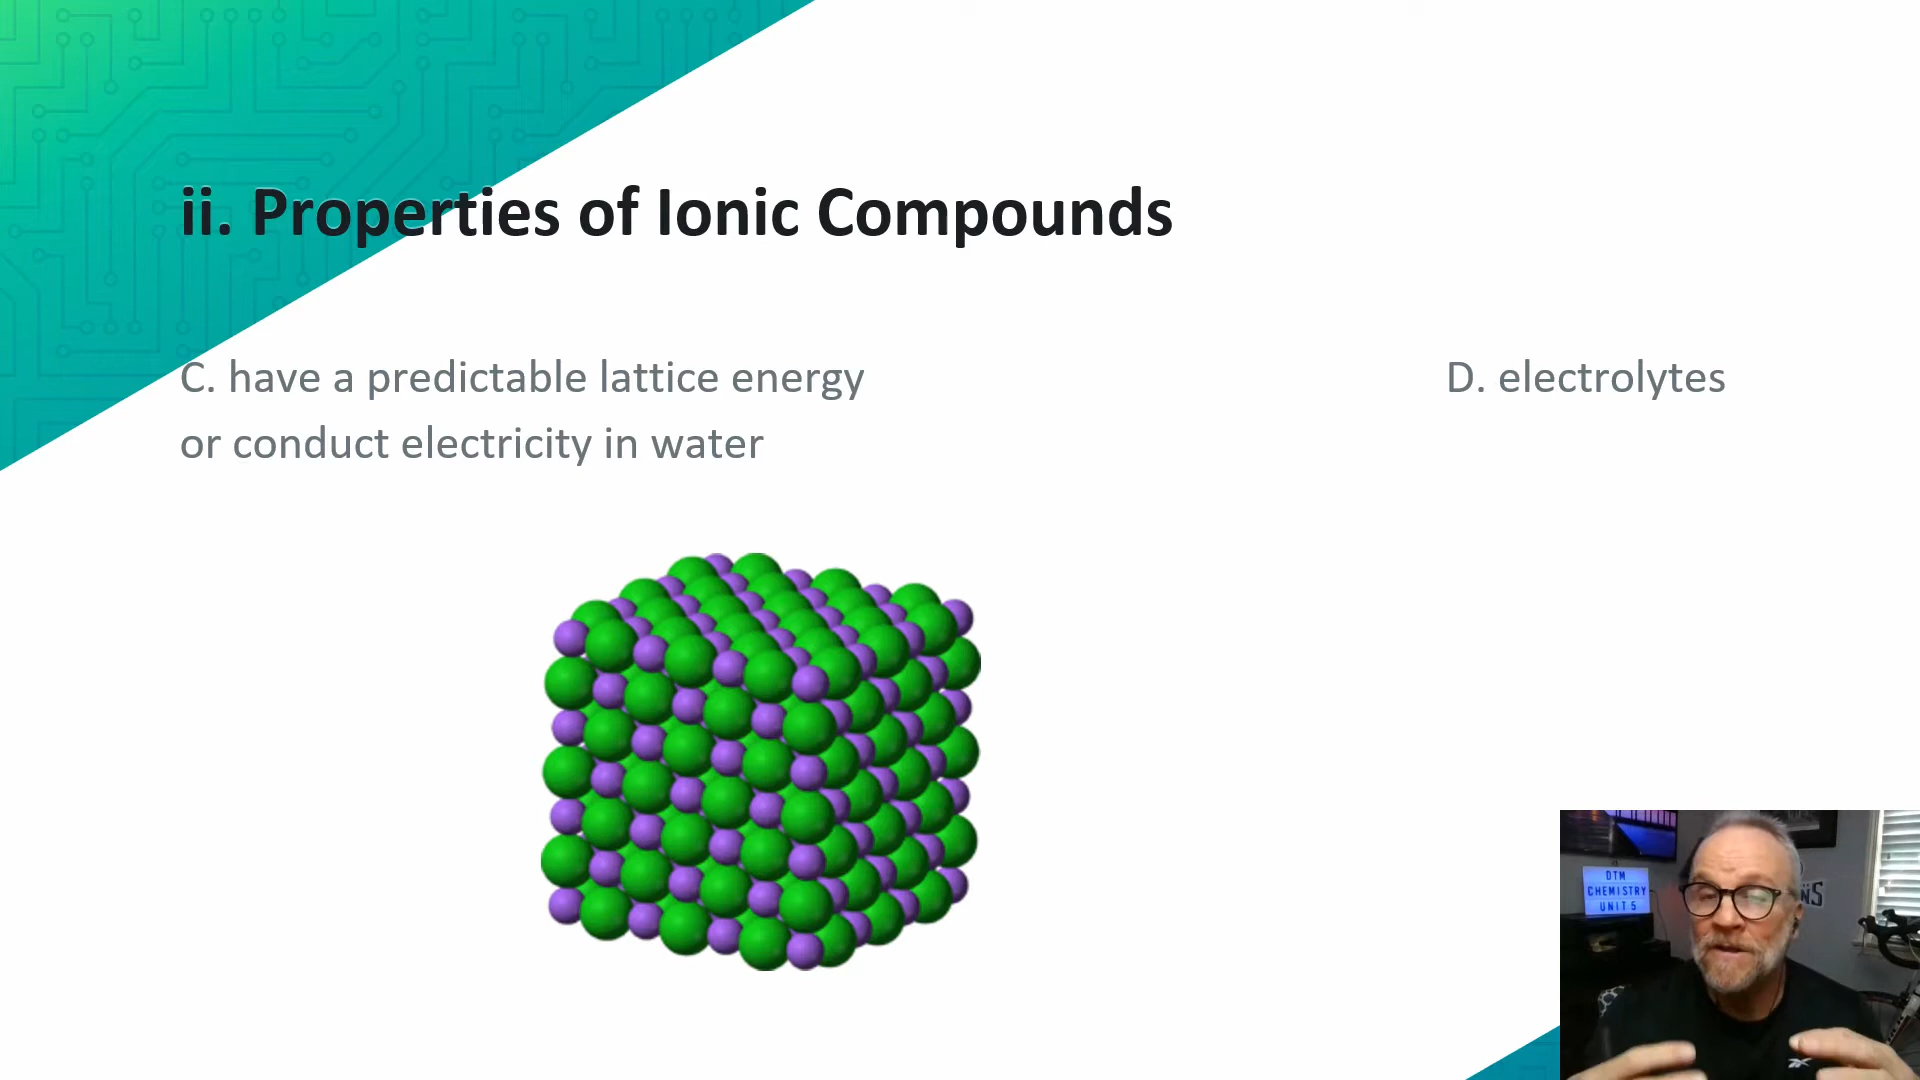 ii. Properties of Ionic Compounds
C. have a predictable lattice energy D. electrolytes
or conduct electricity in water
DTM
CHEMISTRY
UNIT 5